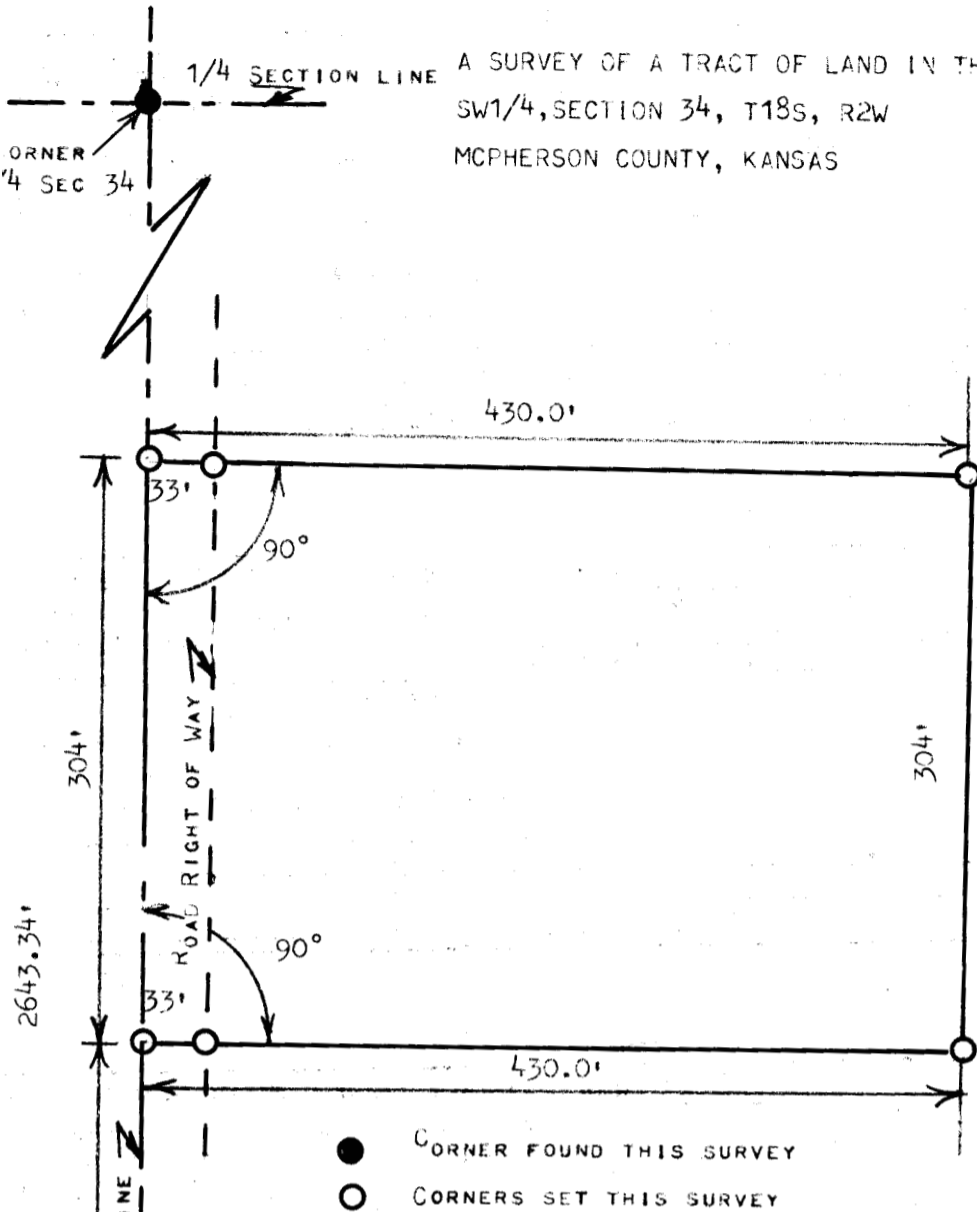 1/4 SECTION LINE
A SURVEY OF A TRACT OF LAND IN TH
SW1/4, SECTION 34, T18S, R2W
MCPHERSON COUNTY, KANSAS
ORNER
/4 SEC 34
430.0'
33'
90°
304'
304'
ROAD RIGHT OF WAY
90°
2643.34'
33'
430.0'
CORNER FOUND THIS SURVEY
CORNERS SET THIS SURVEY
INE